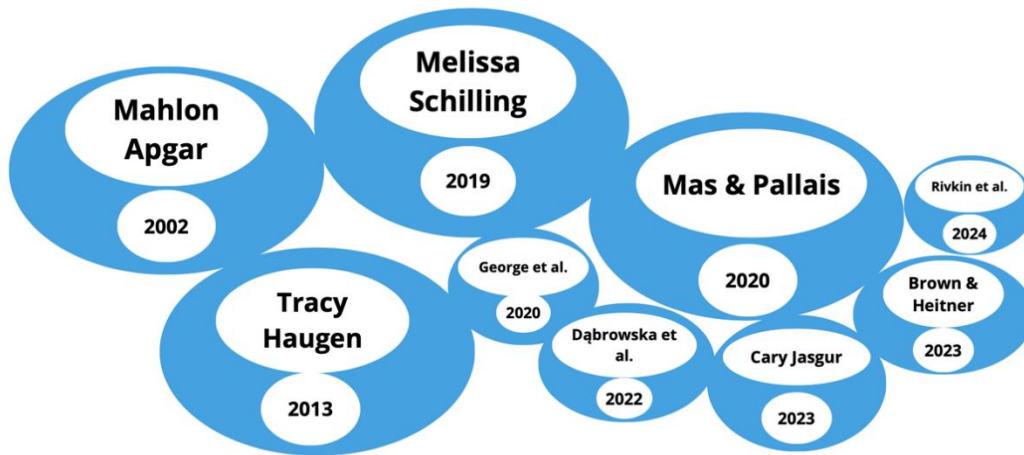 Mahlon
Apgar
2002
Melissa
Schilling
2019
Mas & Pallais
2020
Rivkin et al.
2024
Tracy
Haugen
2013
George et al.
2020
Dąbrowska et
al.
2022
Cary Jasgur
2023
Brown &
Heitner
2023